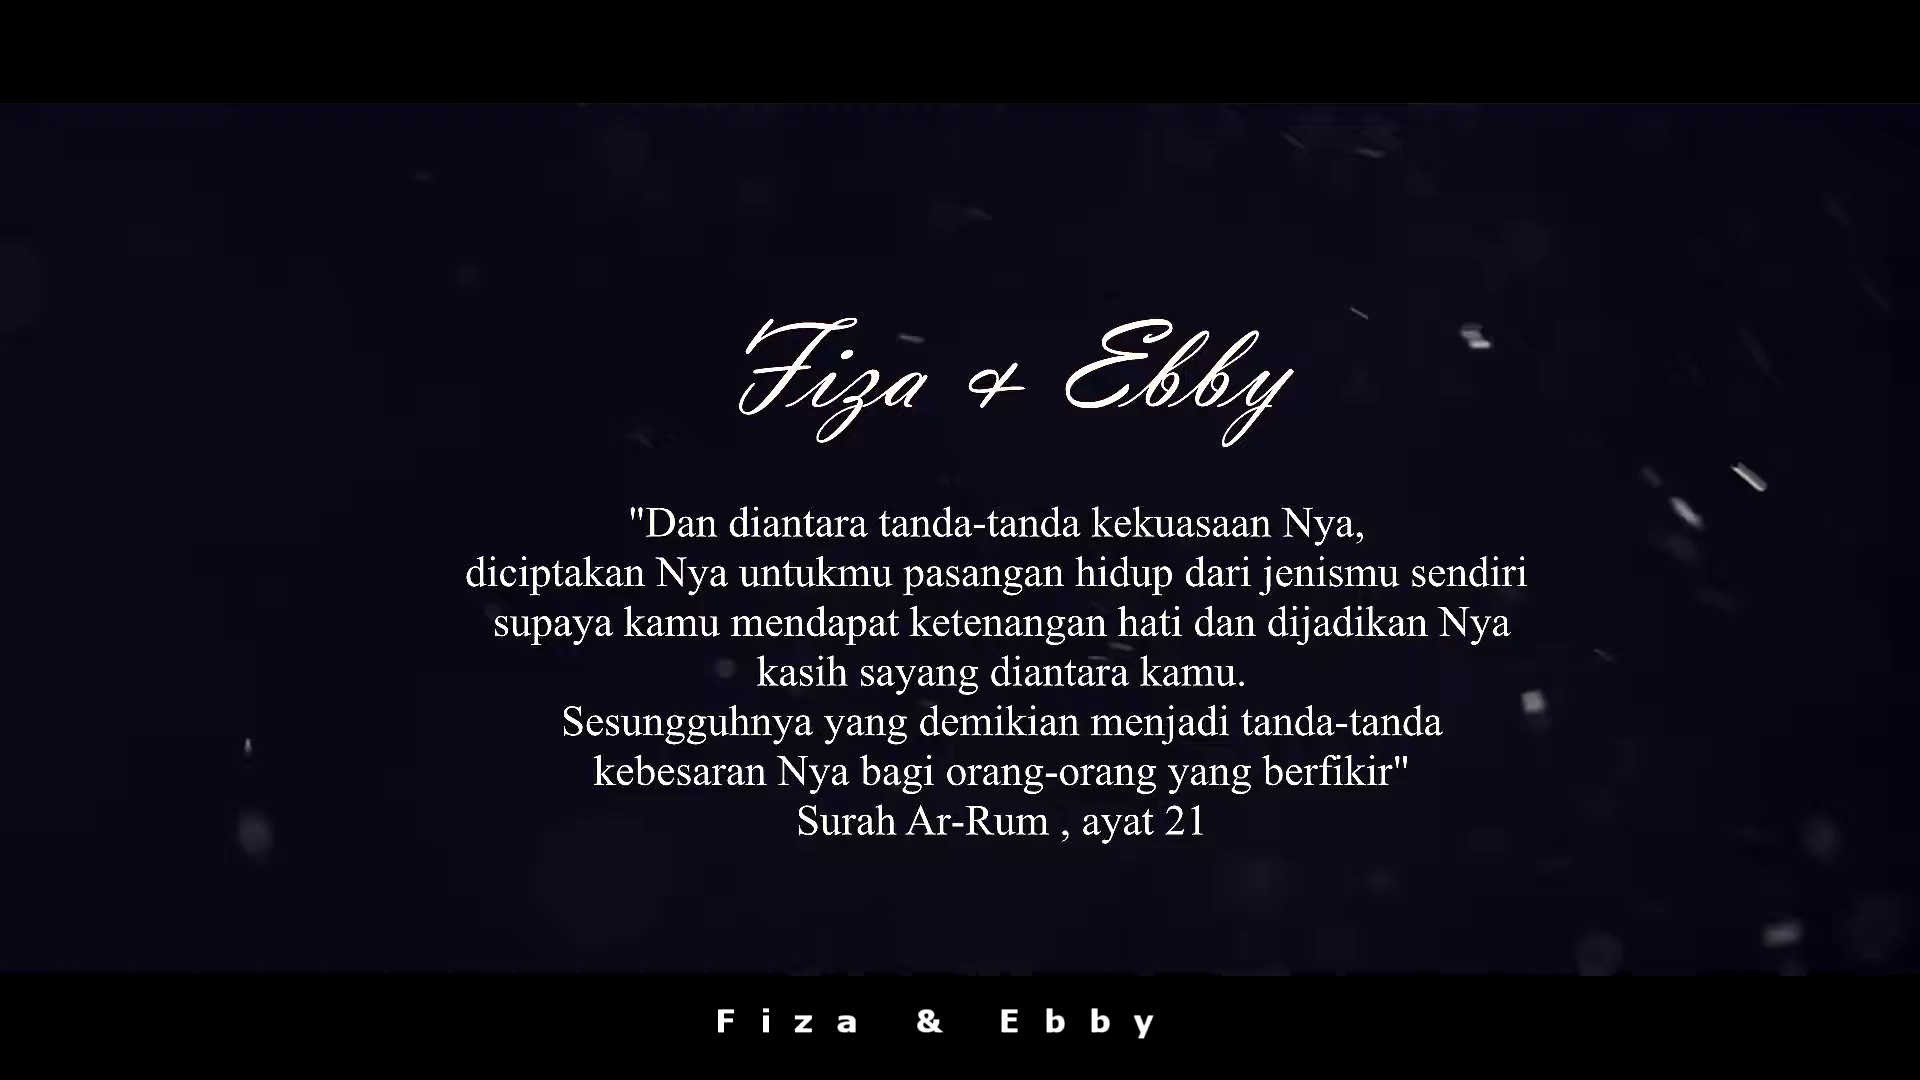 Fiza & Ebby
"Dan diantara tanda-tanda kekuasaan Nya,
diciptakan Nya untukmu pasangan hidup dari jenismu sendiri
supaya kamu mendapat ketenangan hati dan dijadikan Nya
kasih sayang diantara kamu.
Sesungguhnya yang demikian menjadi tanda-tanda
kebesaran Nya bagi orang-orang yang berfikir"
Surah Ar-Rum , ayat 21
Fiza & Ebby